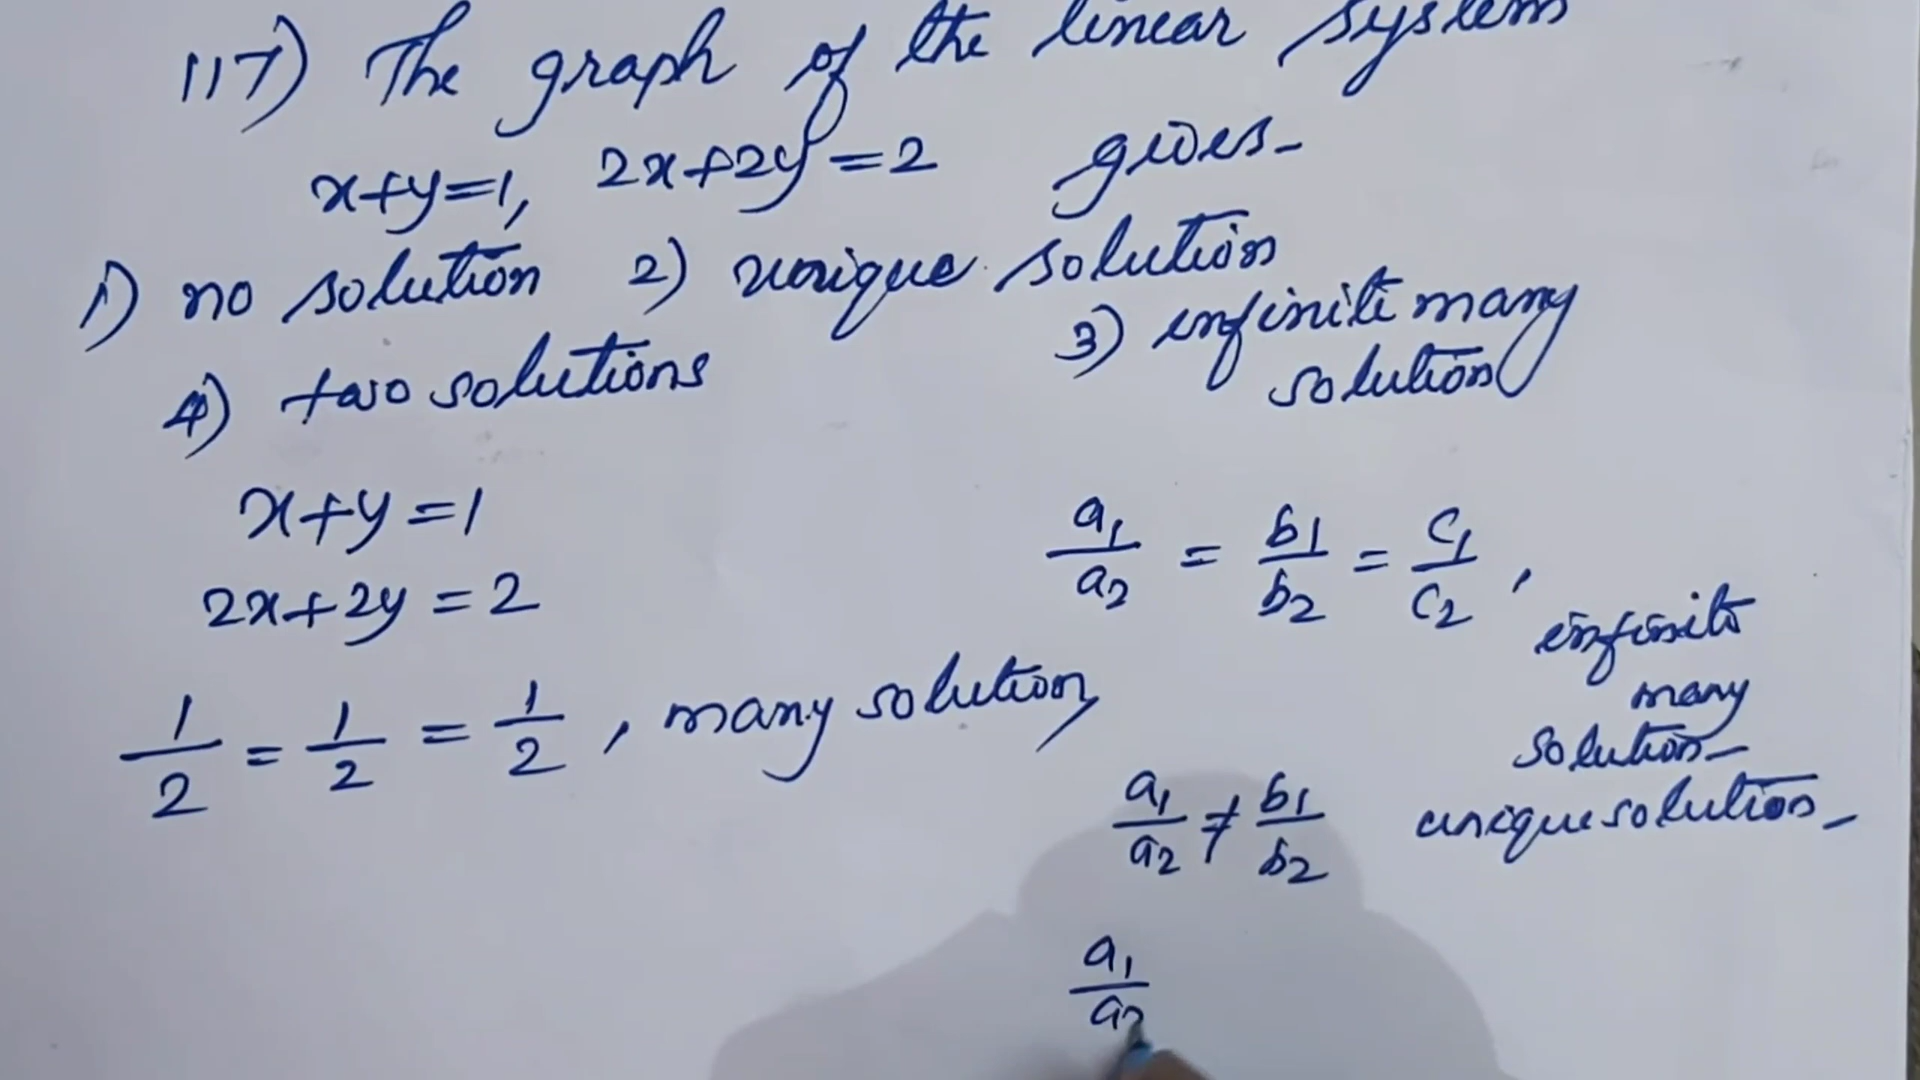 117) The graph of the linear system
x+y=1, 2x+2y=2 gives-
1) no solution 2) unique solution
3) infinite many
solution
4) two solutions
x+y=1
2x+2y=2
1/2 = 1/2 = 1/2, many solution
a1/a2 = b1/b2 = c1/c2,
infinite
many
solution-
a1/a2 ≠ b1/b2 unique solution-
a1/a2